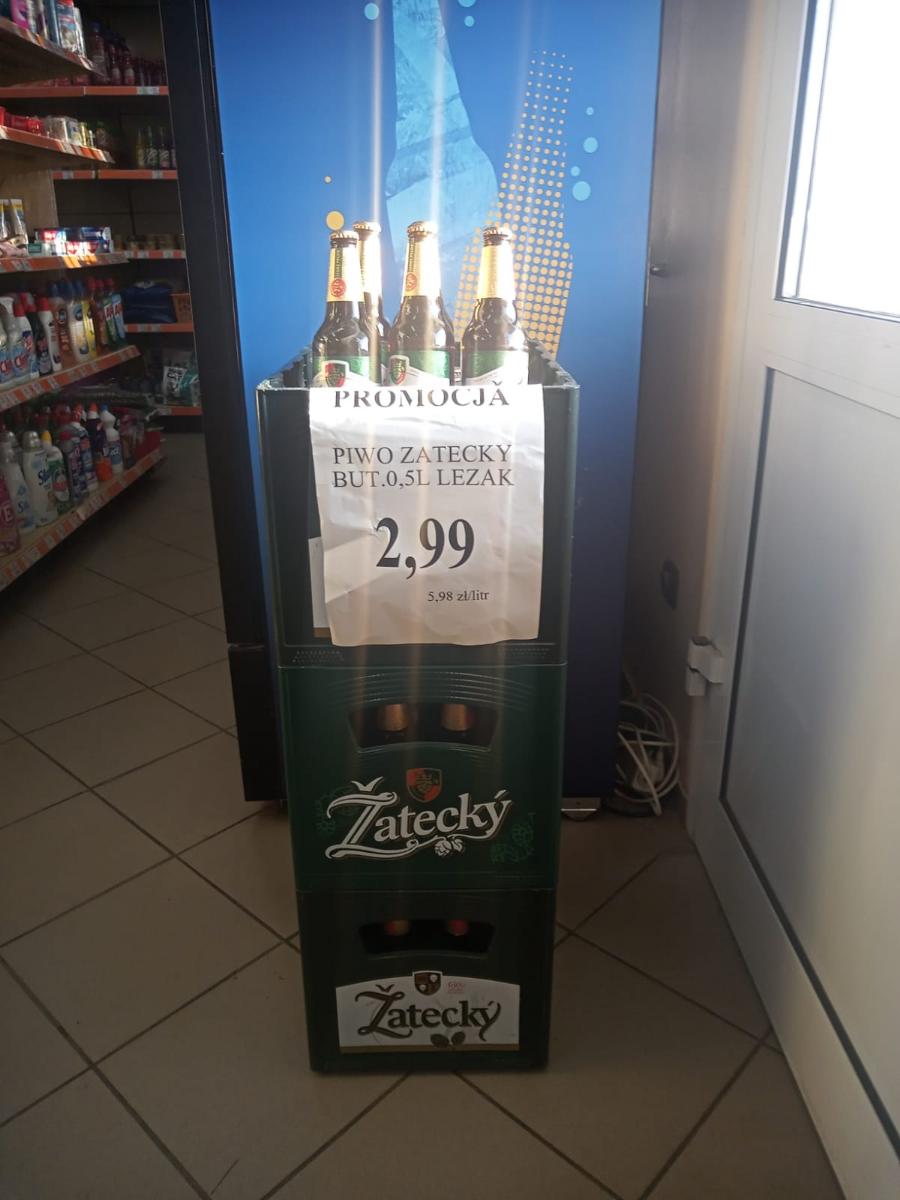 PROMOCJA
PIWO ZATECKY
BUT.0,5L LEZAK
2,99
5,98 zł/litr
Žatecký
Žatecký